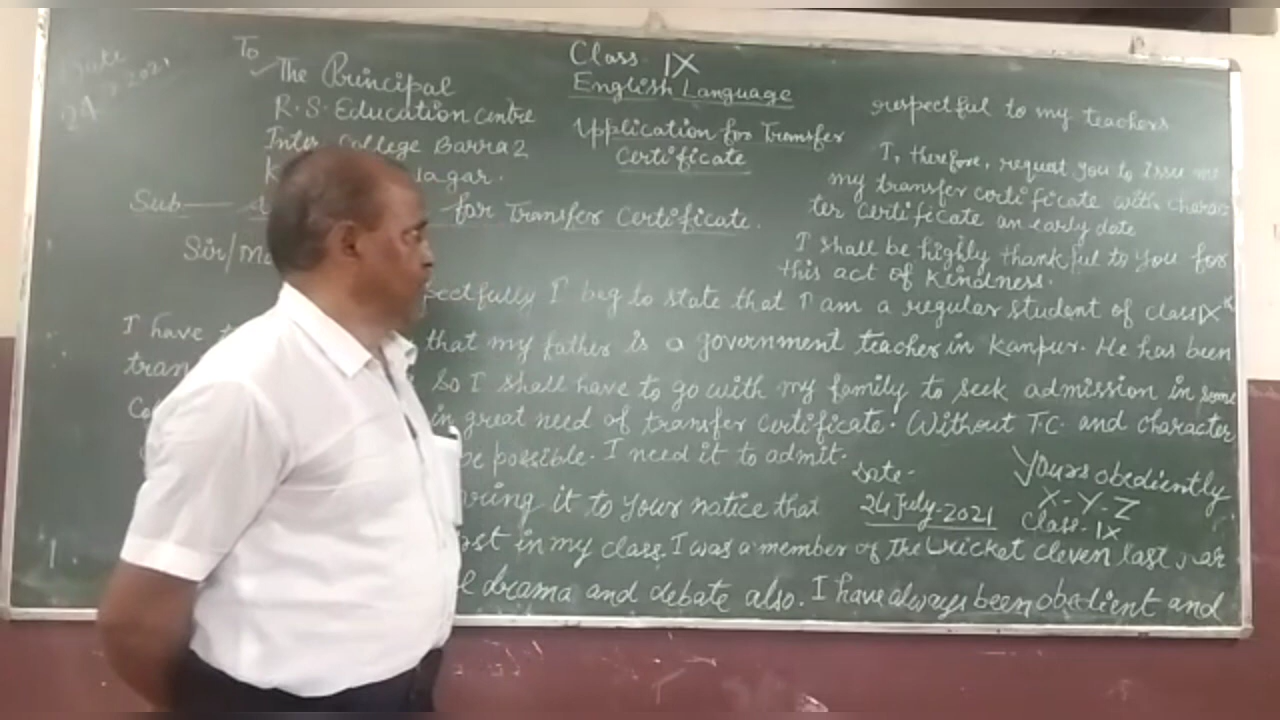 Date
24.7.2021
Class IX
English Language
Application for Transfer
Certificate
To
The Principal
R.S. Education centre
Inter College Barra 2
K agar.
Sub for Transfer Certificate.
Sir/Ma
pectfully I beg to state that I am a regular student of class IX th
I have that my father is a government teacher in Kanpur. He has been
tran so I shall have to go with my family to seek admission in some
Co in great need of transfer certificate. Without T.C. and character
be possible. I need it to admit.
ring it to your notice that
in my class. I was a member of the Cricket eleven last year
drama and debate also. I have always been obedient and
respectful to my teachers
I, therefore, request you to issue me
my transfer certificate with charac
ter certificate an early date
I shall be highly thankful to you for
this act of kindness.
Date-
24 July-2021
Yours obediently
X-Y-Z
Class-IX